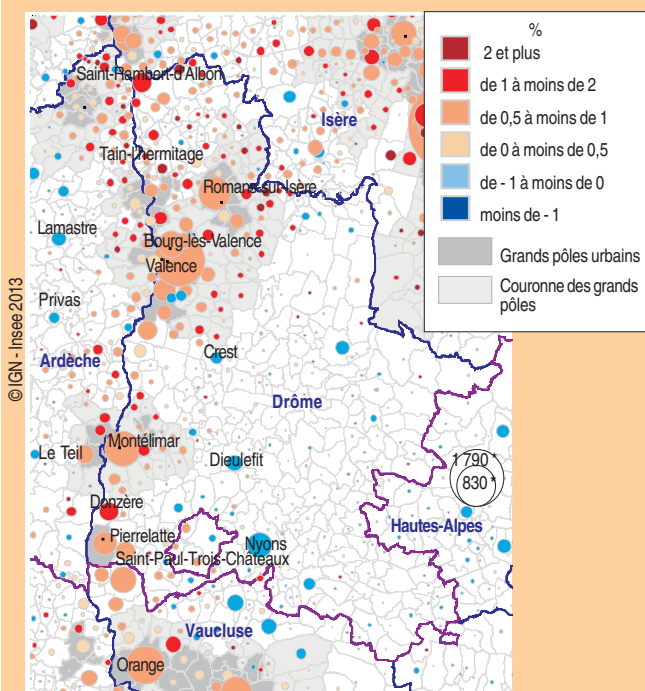 %
2 et plus
de 1 à moins de 2
de 0,5 à moins de 1
de 0 à moins de 0,5
de - 1 à moins de 0
moins de - 1
Grands pôles urbains
Couronne des grands
pôles
Saint-Rambert-d'Albon
Isère
Tain-l'hermitage
Romans-sur-Isère
Lamastre
Bourg-lès-Valence
Valence
Privas
Crest
Ardèche
Drôme
Montélimar
Le Teil
Dieulefit
1 790 *
830 *
Donzère
Hautes-Alpes
Pierrelatte
Nyons
Saint-Paul-Trois-Châteaux
Vaucluse
Orange
© IGN - Insee 2013